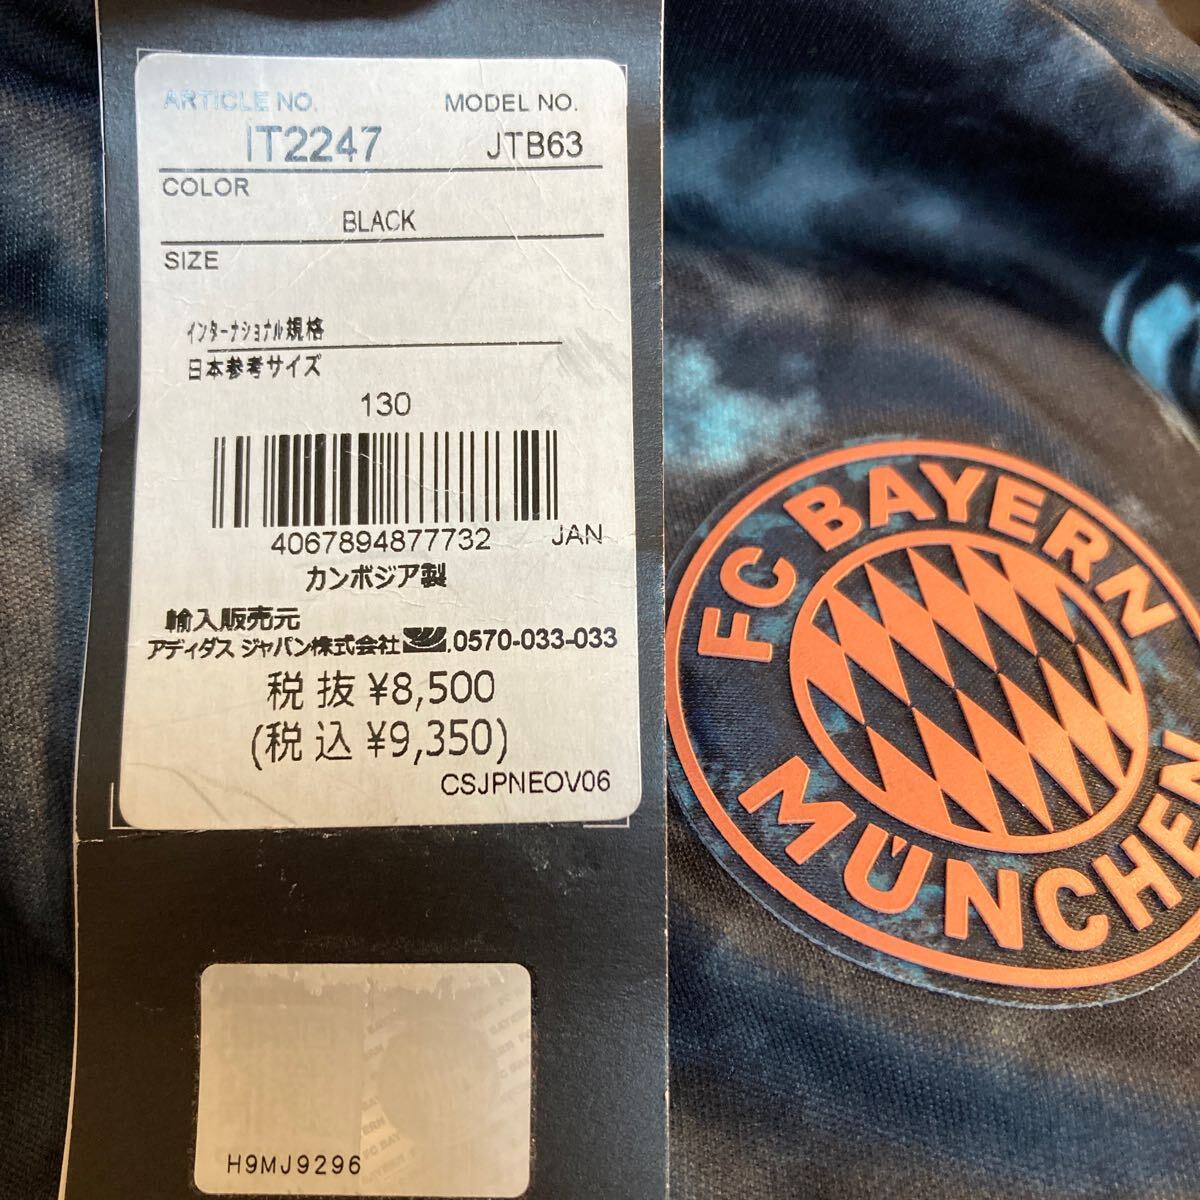 ARTICLE NO.
MODEL NO.
IT2247
JTB63
COLOR
BLACK
SIZE
インターナショナル規格
日本参考サイズ
130
4067894877732 JAN
カンボジア製
輸入販売元
アディダス ジャパン株式会社 0570-033-033
税抜 ¥8,500
(税込 ¥9,350)
CSJPNEOV06
H9MJ9296
FC BAYERN
MÜNCHEN